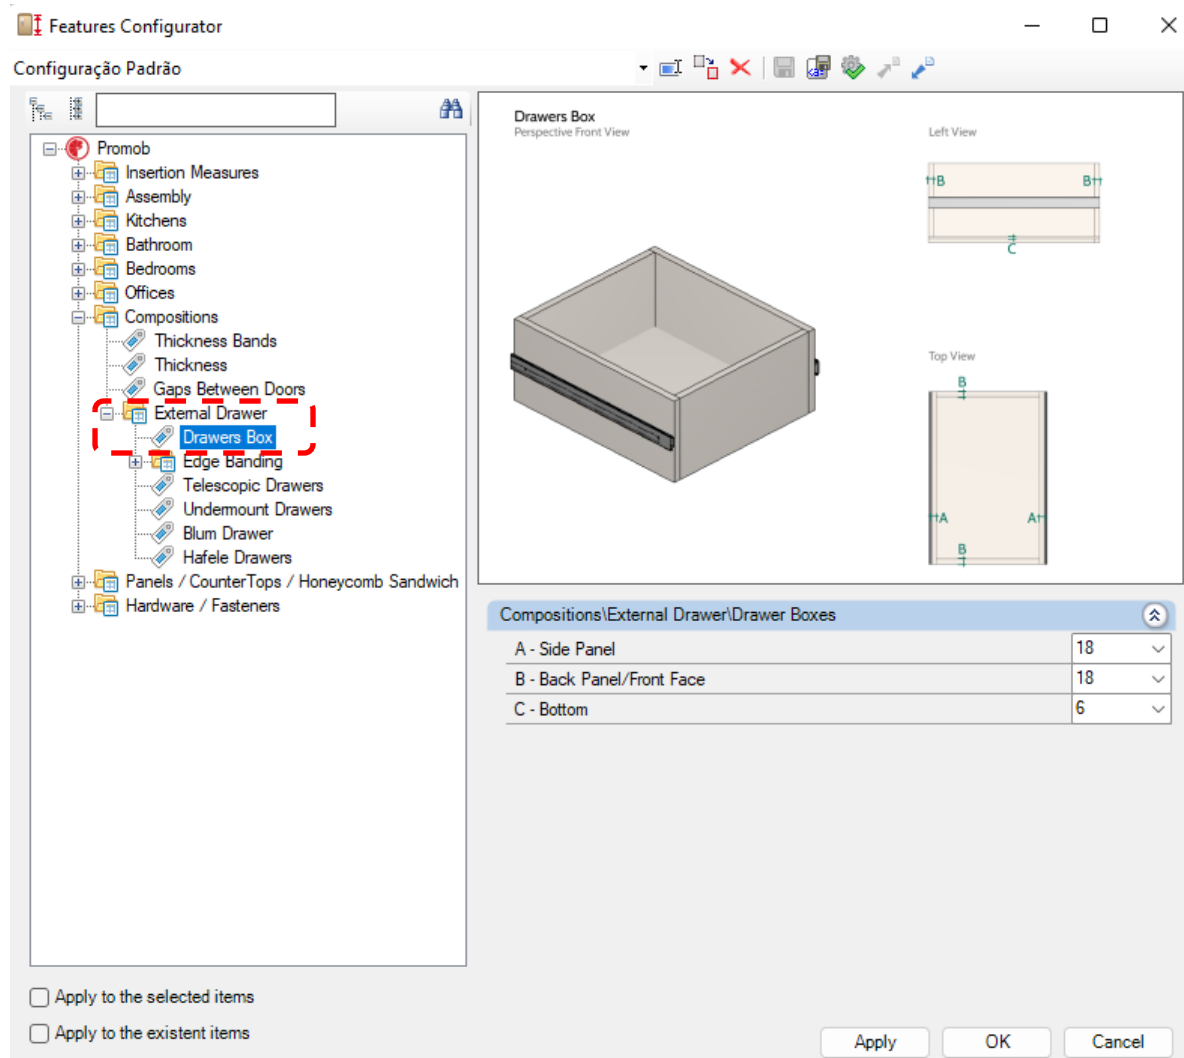 Features Configurator
Configuração Padrão
Promob
Insertion Measures
Assembly
Kitchens
Bathroom
Bedrooms
Offices
Compositions
Thickness Bands
Thickness
Gaps Between Doors
External Drawer
Drawers Box
Edge Banding
Telescopic Drawers
Undermount Drawers
Blum Drawer
Hafele Drawers
Panels / CounterTops / Honeycomb Sandwich
Hardware / Fasteners
Drawers Box
Perspective Front View
Left View
B B
C
Top View
B
A A
B
Compositions\External Drawer\Drawer Boxes
A - Side Panel 18
B - Back Panel/Front Face 18
C - Bottom 6
Apply to the selected items
Apply to the existent items
Apply OK Cancel